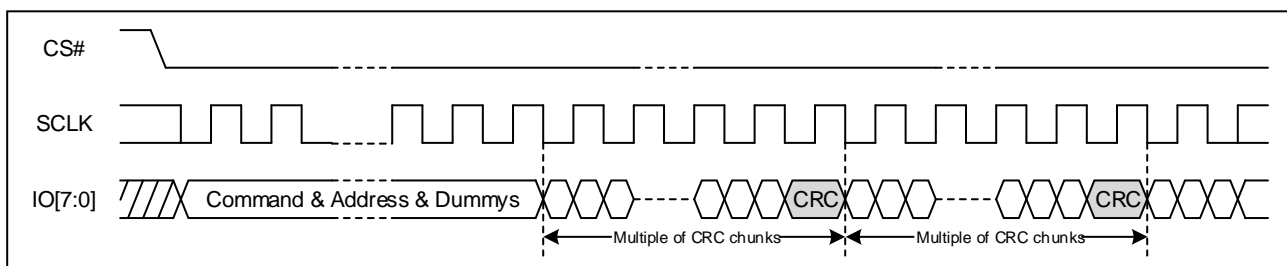 CS#
SCLK
IO[7:0]
Command & Address & Dummys
CRC
CRC
Multiple of CRC chunks
Multiple of CRC chunks